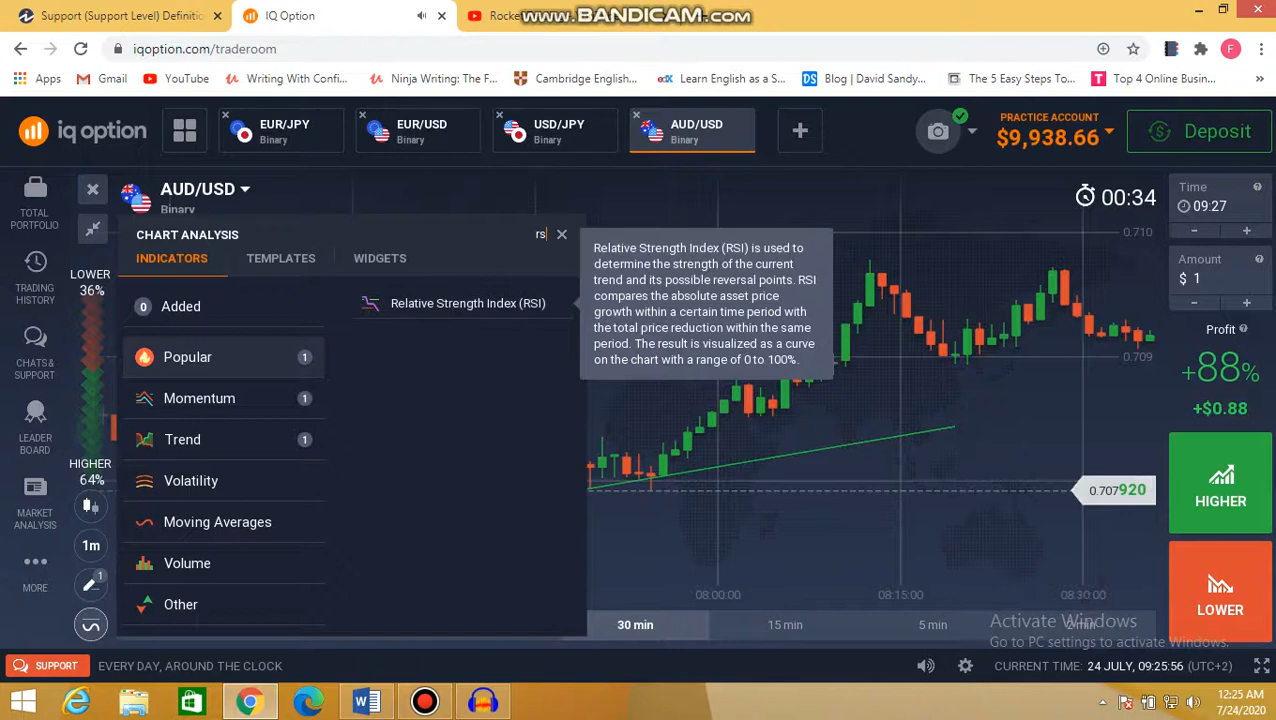 Support (Support Level) Definitio
IQ Option
Rocke
www.BANDICAM.com
iqoption.com/traderoom
F
Apps
Gmail
YouTube
Writing With Confi...
Ninja Writing: The F...
Cambridge English...
edX
Learn English as a S...
DS
Blog | David Sandy...
The 5 Easy Steps To...
T
Top 4 Online Busin...
»
iq option
EUR/JPY
Binary
EUR/USD
Binary
USD/JPY
Binary
AUD/USD
Binary
PRACTICE ACCOUNT
$9,938.66
Deposit
TOTAL PORTFOLIO
TRADING HISTORY
CHATS & SUPPORT
LEADER BOARD
MARKET ANALYSIS
MORE
AUD/USD
Binary
LOWER
36%
HIGHER
64%
1m
1
CHART ANALYSIS
rs
INDICATORS
TEMPLATES
WIDGETS
0 Added
Popular 1
Momentum 1
Trend 1
Volatility
Moving Averages
Volume
Other
Relative Strength Index (RSI)
Relative Strength Index (RSI) is used to
determine the strength of the current
trend and its possible reversal points. RSI
compares the absolute asset price
growth within a certain time period with
the total price reduction within the same
period. The result is visualized as a curve
on the chart with a range of 0 to 100%.
00:34
0.710
0.709
0.707920
08:00:00
08:15:00
08:30:00
30 min
15 min
5 min
2 min
Time
09:27
-
+
Amount
$ 1
-
+
Profit
+88%
+$0.88
HIGHER
LOWER
Activate Windows
Go to PC settings to activate Windows.
SUPPORT
EVERY DAY, AROUND THE CLOCK
CURRENT TIME: 24 JULY, 09:25:56 (UTC+2)
12:25 AM
7/24/2020